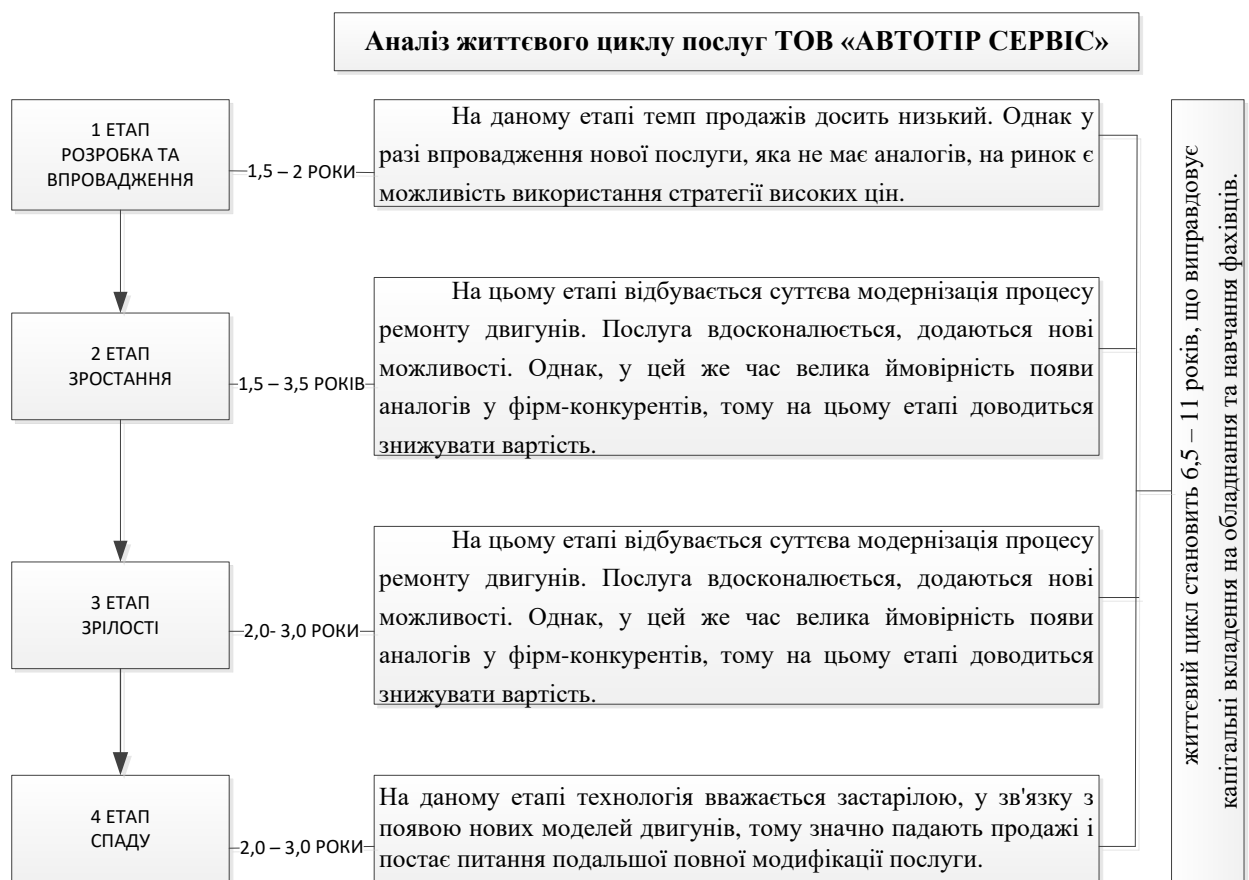 Аналіз життєвого циклу послуг ТОВ «АВТОТІР СЕРВІС»
1 ЕТАП
РОЗРОБКА ТА
ВПРОВАДЖЕННЯ
1,5 – 2 РОКИ
На даному етапі темп продажів досить низький. Однак у
разі впровадження нової послуги, яка не має аналогів, на ринок є
можливість використання стратегії високих цін.
2 ЕТАП
ЗРОСТАННЯ
1,5 – 3,5 РОКІВ
На цьому етапі відбувається суттєва модернізація процесу
ремонту двигунів. Послуга вдосконалюється, додаються нові
можливості. Однак, у цей же час велика ймовірність появи
аналогів у фірм-конкурентів, тому на цьому етапі доводиться
знижувати вартість.
3 ЕТАП
ЗРІЛОСТІ
2,0- 3,0 РОКИ
На цьому етапі відбувається суттєва модернізація процесу
ремонту двигунів. Послуга вдосконалюється, додаються нові
можливості. Однак, у цей же час велика ймовірність появи
аналогів у фірм-конкурентів, тому на цьому етапі доводиться
знижувати вартість.
4 ЕТАП
СПАДУ
2,0 – 3,0 РОКИ
На даному етапі технологія вважається застарілою, у зв'язку з
появою нових моделей двигунів, тому значно падають продажі і
постає питання подальшої повної модифікації послуги.
життєвий цикл становить 6,5 – 11 років, що виправдовує
капітальні вкладення на обладнання та навчання фахівців.